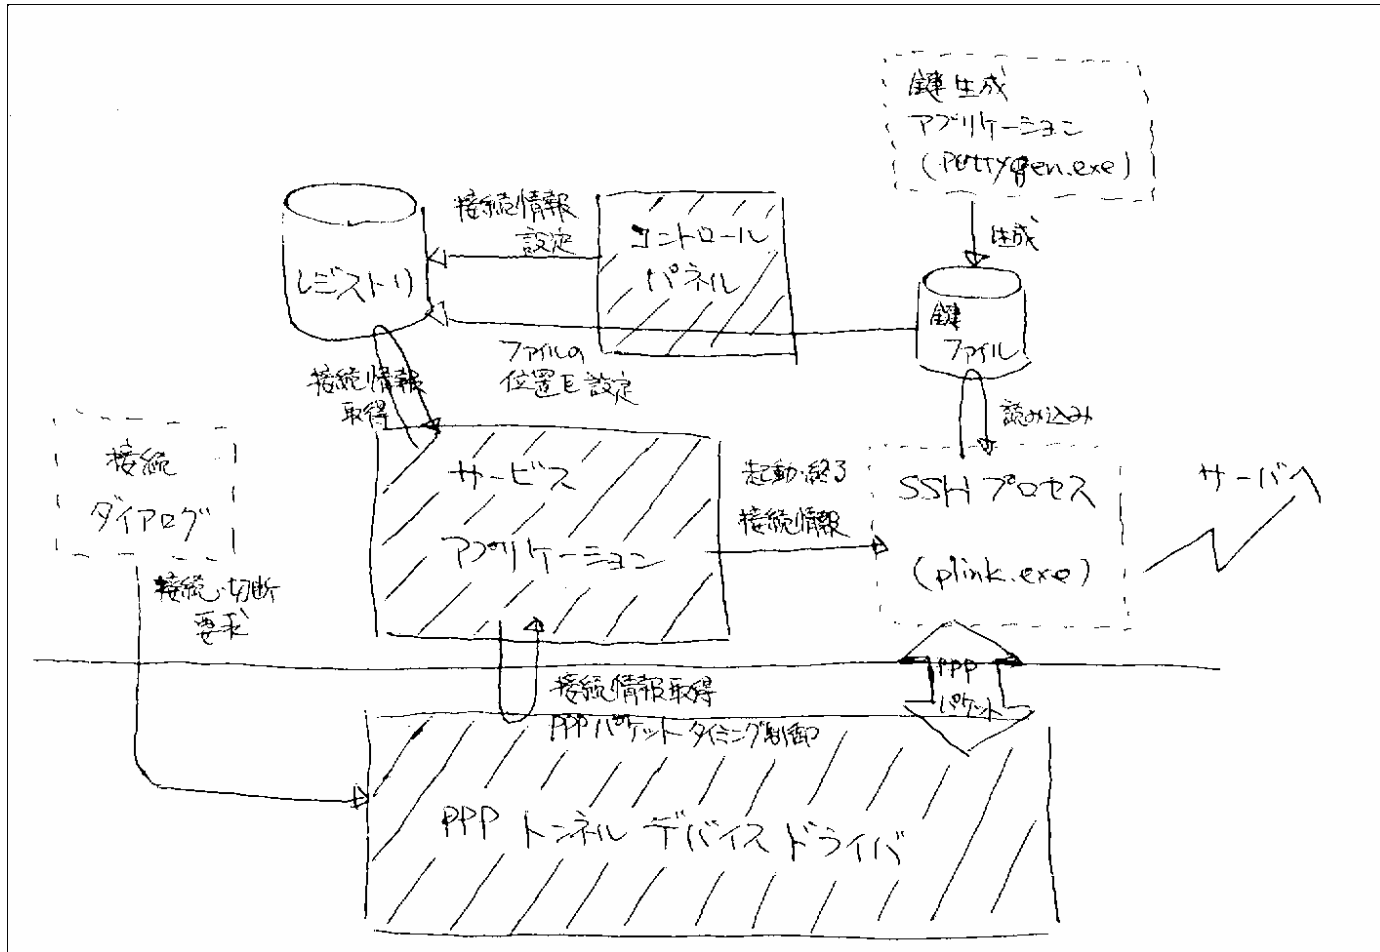 鍵生成
アプリケーション
(puttygen.exe)
生成
接続情報
設定
コントロール
パネル
レジストリ
鍵
ファイル
ファイルの
位置を設定
接続情報
取得
読み込み
接続
ダイアログ
サービス
アプリケーション
起動・終了
接続情報
SSHプロセス
(plink.exe)
サーバへ
接続・切断
要求
接続情報取得
PPPパケットタイミング制御
PPP
パケット
PPPトンネルデバイスドライバ